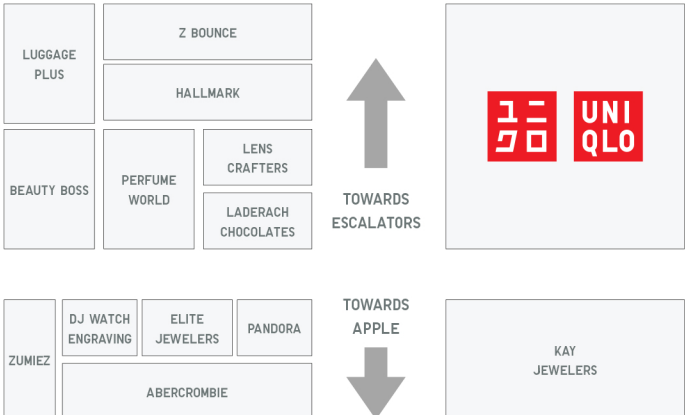 LUGGAGE
PLUS
Z BOUNCE
HALLMARK
BEAUTY BOSS
PERFUME
WORLD
LENS
CRAFTERS
LADERACH
CHOCOLATES
TOWARDS
ESCALATORS
ユニ
クロ
UNI
QLO
TOWARDS
APPLE
ZUMIEZ
DJ WATCH
ENGRAVING
ELITE
JEWELERS
PANDORA
ABERCROMBIE
KAY
JEWELERS